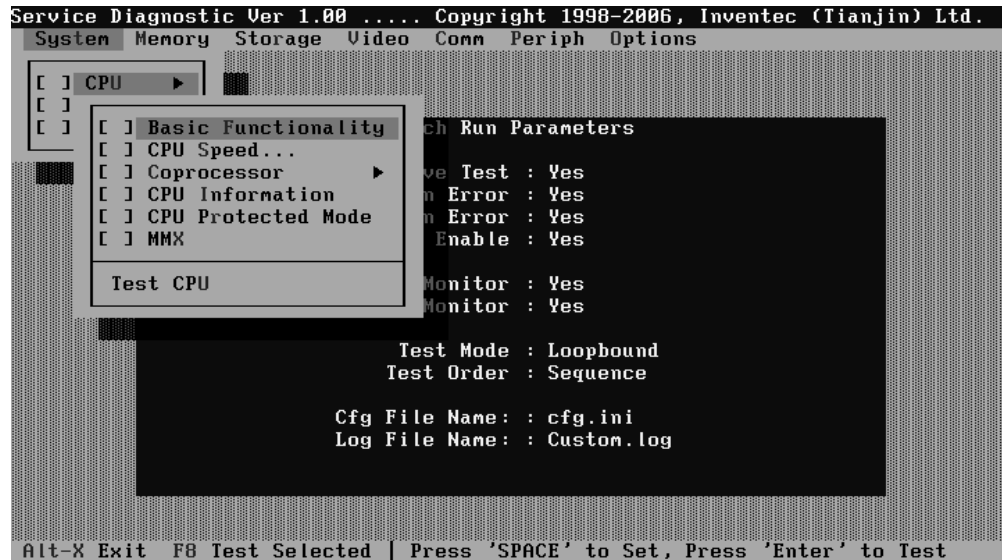 Service Diagnostic Ver 1.00 ..... Copyright 1998-2006, Inventec (Tianjin) Ltd.
System Memory Storage Video Comm Periph Options
[ ] CPU ►
[ ]
[ ]
[ ] Basic Functionality
[ ] CPU Speed...
[ ] Coprocessor ►
[ ] CPU Information
[ ] CPU Protected Mode
[ ] MMX
Test CPU
ch Run Parameters
ve Test : Yes
n Error : Yes
n Error : Yes
Enable : Yes
Monitor : Yes
Monitor : Yes
Test Mode : Loopbound
Test Order : Sequence
Cfg File Name: : cfg.ini
Log File Name: : Custom.log
Alt-X Exit F8 Test Selected | Press 'SPACE' to Set, Press 'Enter' to Test